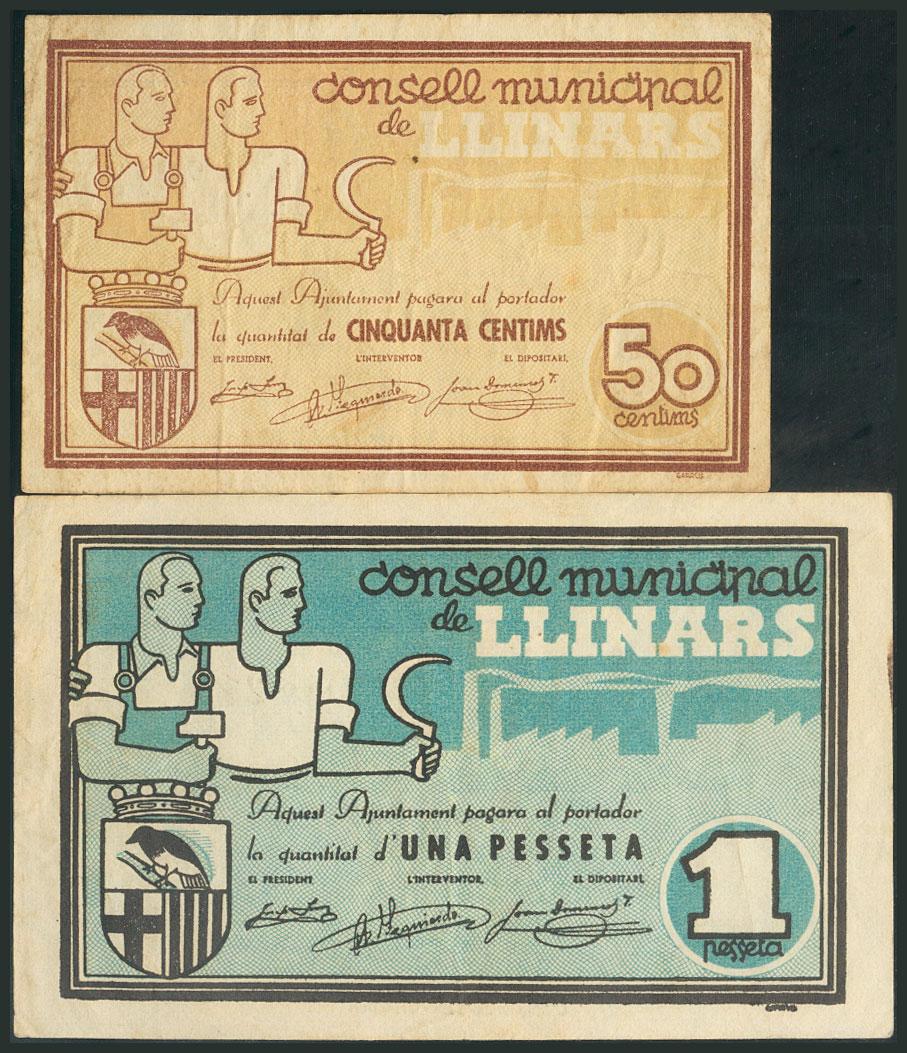 consell municipal
de LLINARS
Aquest Ajuntament pagara al portador
la quantitat de CINQUANTA CENTIMS
EL PRESIDENT, L'INTERVENTOR EL DIPOSITARI,
50
centims
consell municipal
de LLINARS
Aquest Ajuntament pagara al portador
la quantitat d'UNA PESSETA
EL PRESIDENT L'INTERVENTOR, EL DIPOSITARI,
1
pesseta